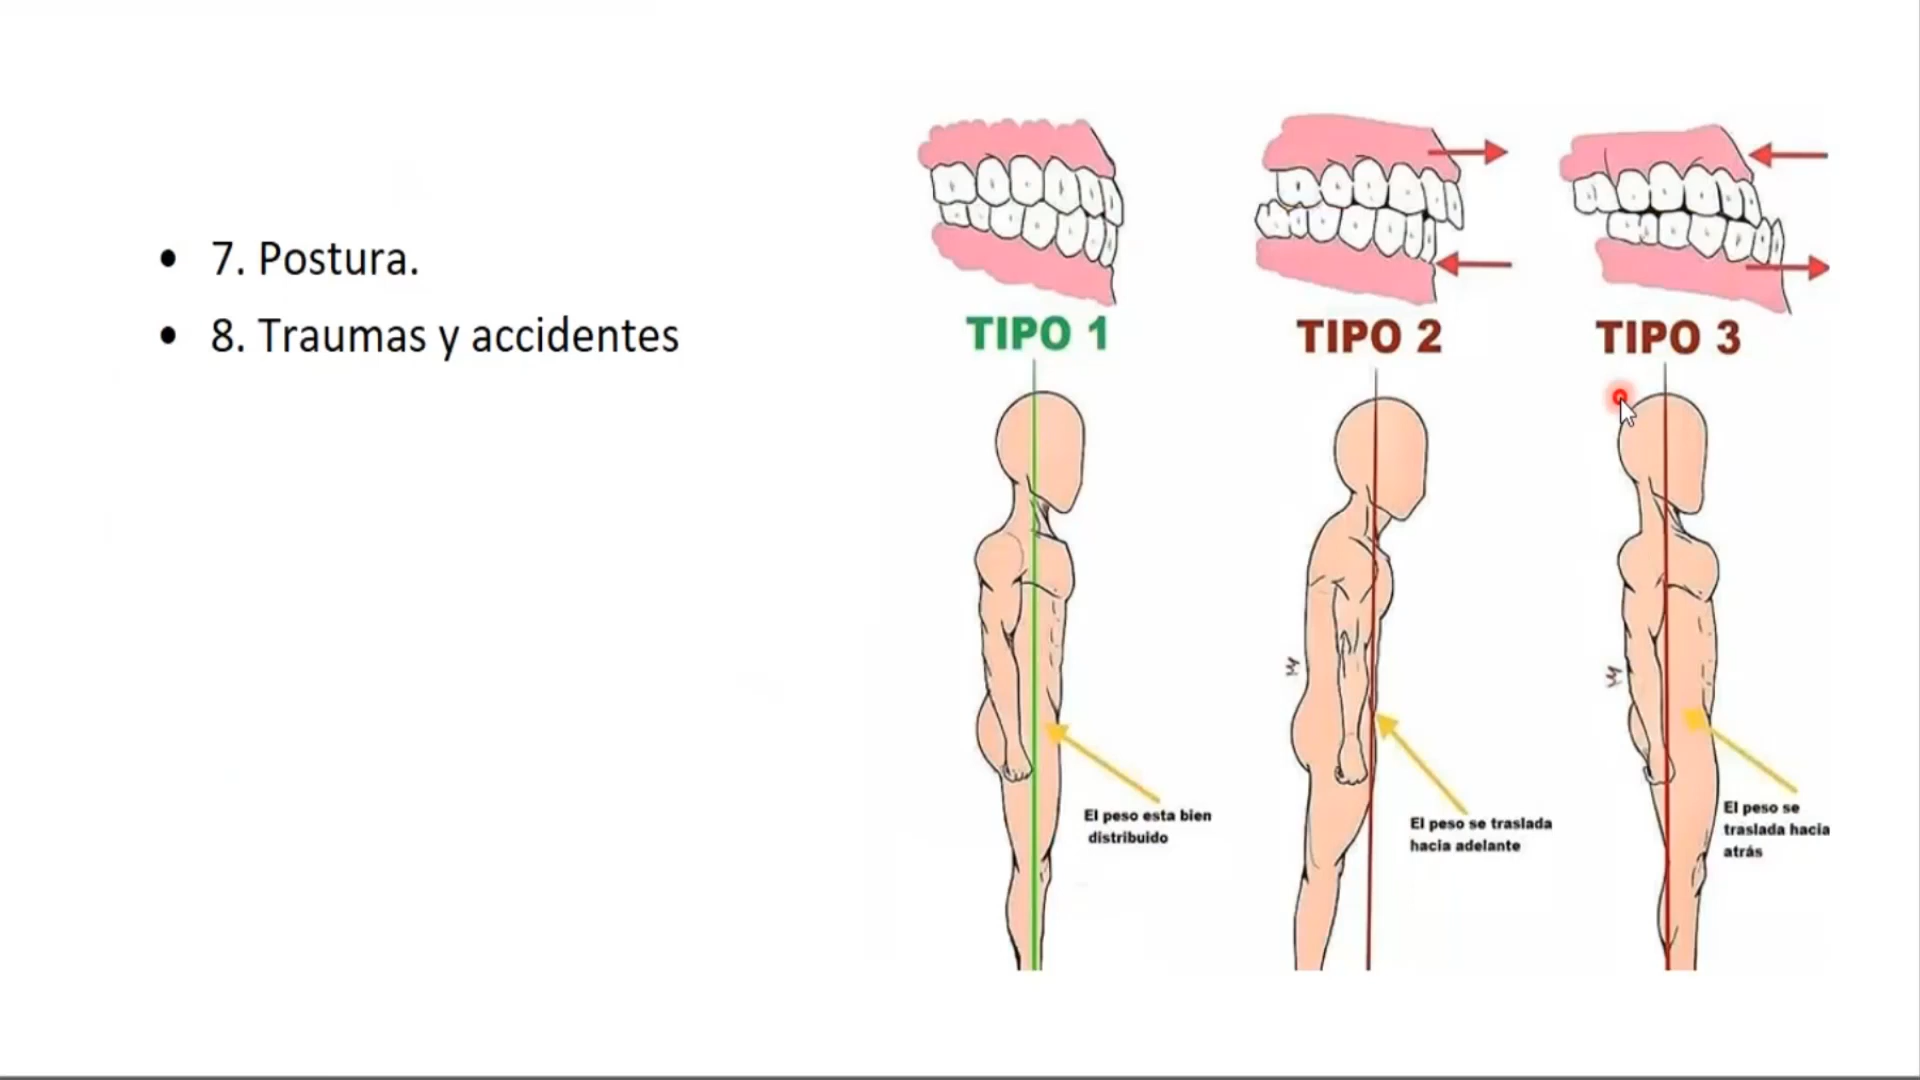 • 7. Postura.
• 8. Traumas y accidentes
TIPO 1
TIPO 2
TIPO 3
El peso esta bien
distribuido
El peso se traslada
hacia adelante
El peso se
traslada hacia
atrás